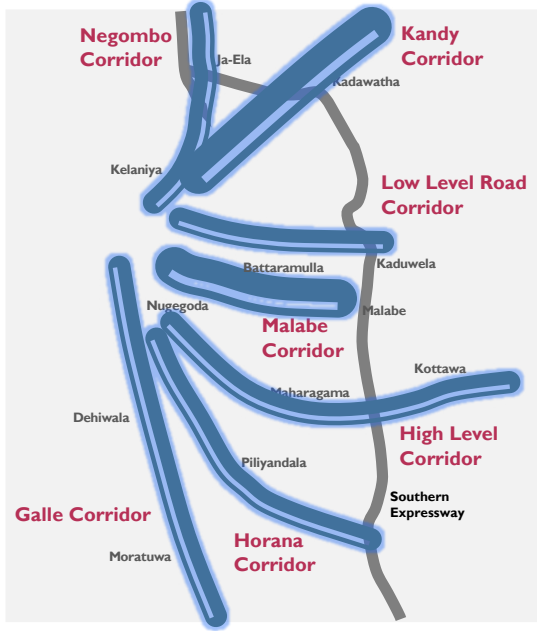 Negombo
Corridor
Kandy
Corridor
Ja-Ela
Kadawatha
Kelaniya
Low Level Road
Corridor
Battaramulla
Kaduwela
Nugegoda
Malabe
Malabe
Corridor
Kottawa
Maharagama
Dehiwala
High Level
Corridor
Piliyandala
Southern
Expressway
Galle Corridor
Horana
Corridor
Moratuwa